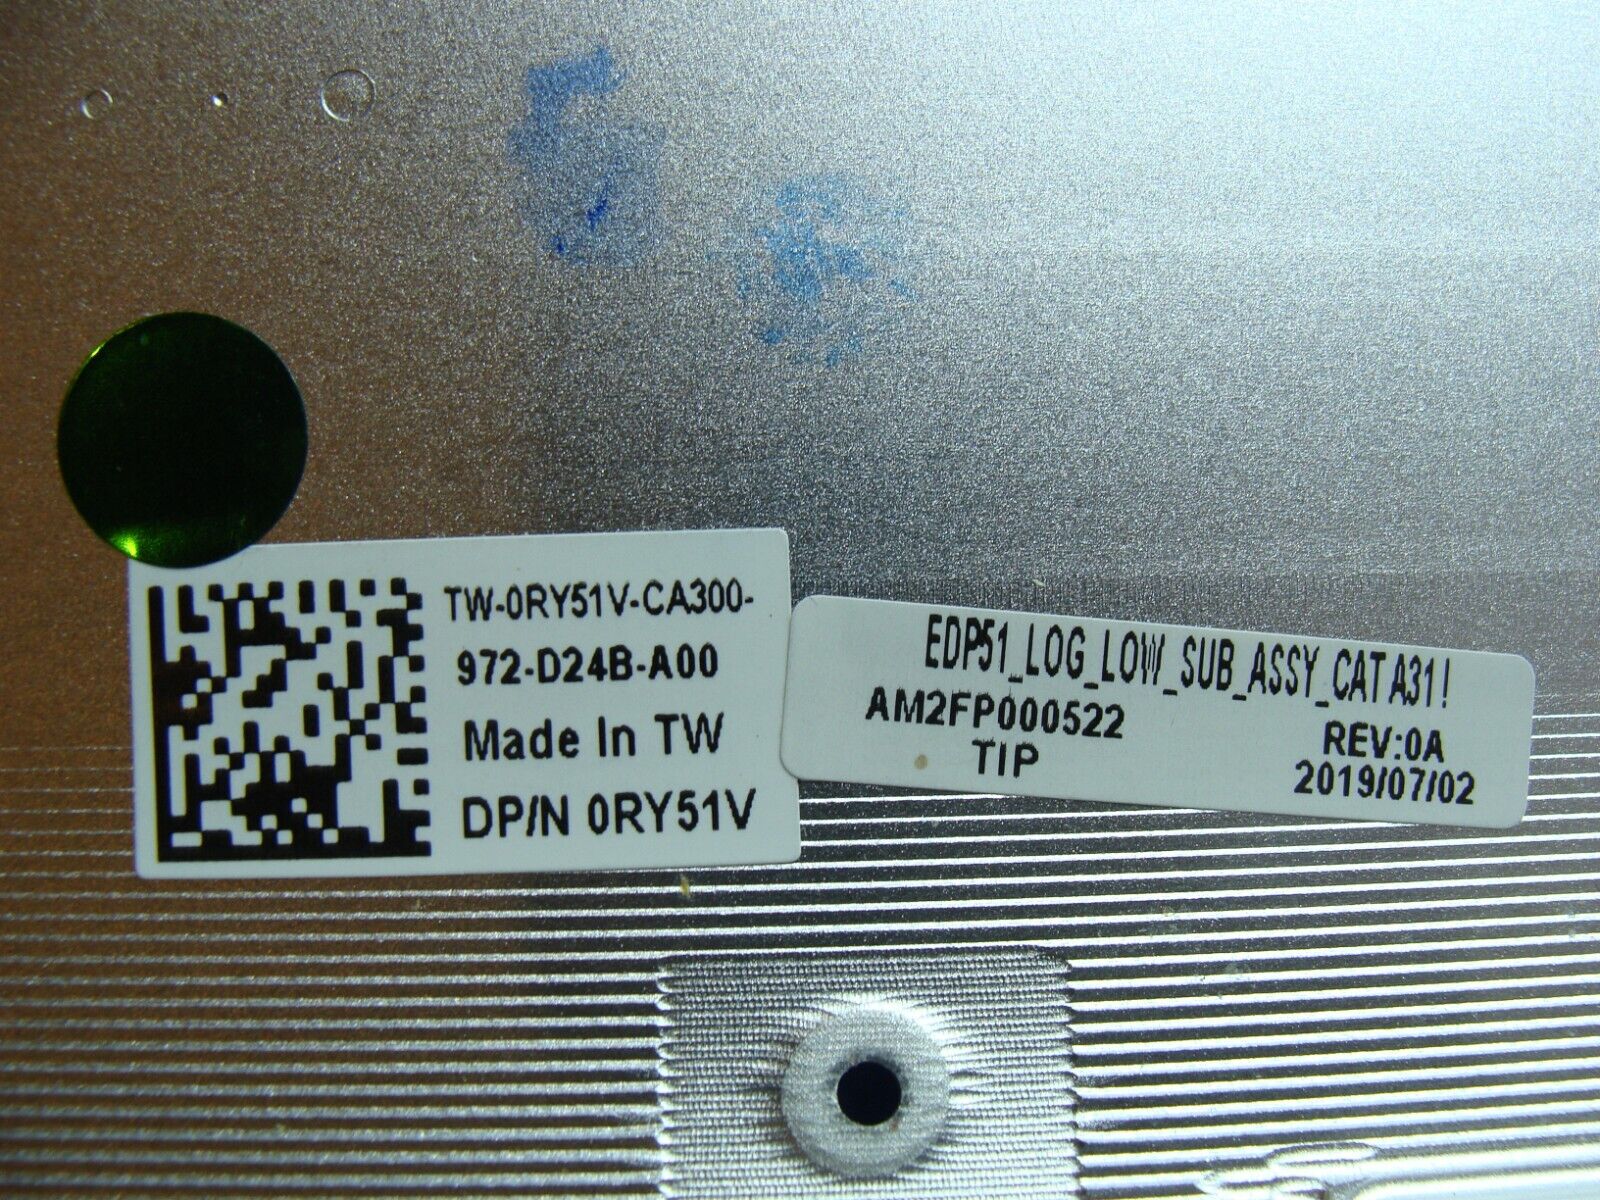 TW-0RY51V-CA300-
972-D24B-A00
Made In TW
DP/N 0RY51V
EDP51_LOG_LOW_SUB_ASSY_CAT A31!
AM2FP000522
TIP
REV:0A
2019/07/02